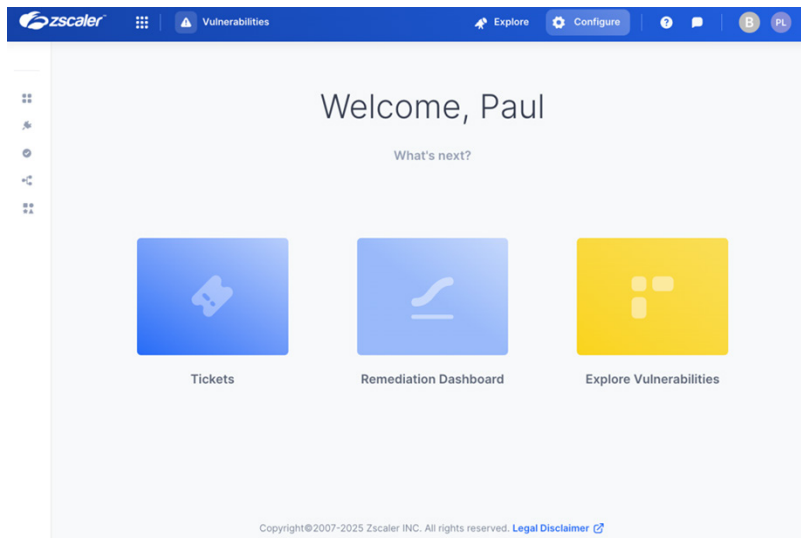 zscaler
Vulnerabilities
Explore
Configure
?
B
PL
Welcome, Paul
What's next?
Tickets
Remediation Dashboard
Explore Vulnerabilities
Copyright©2007-2025 Zscaler INC. All rights reserved. Legal Disclaimer